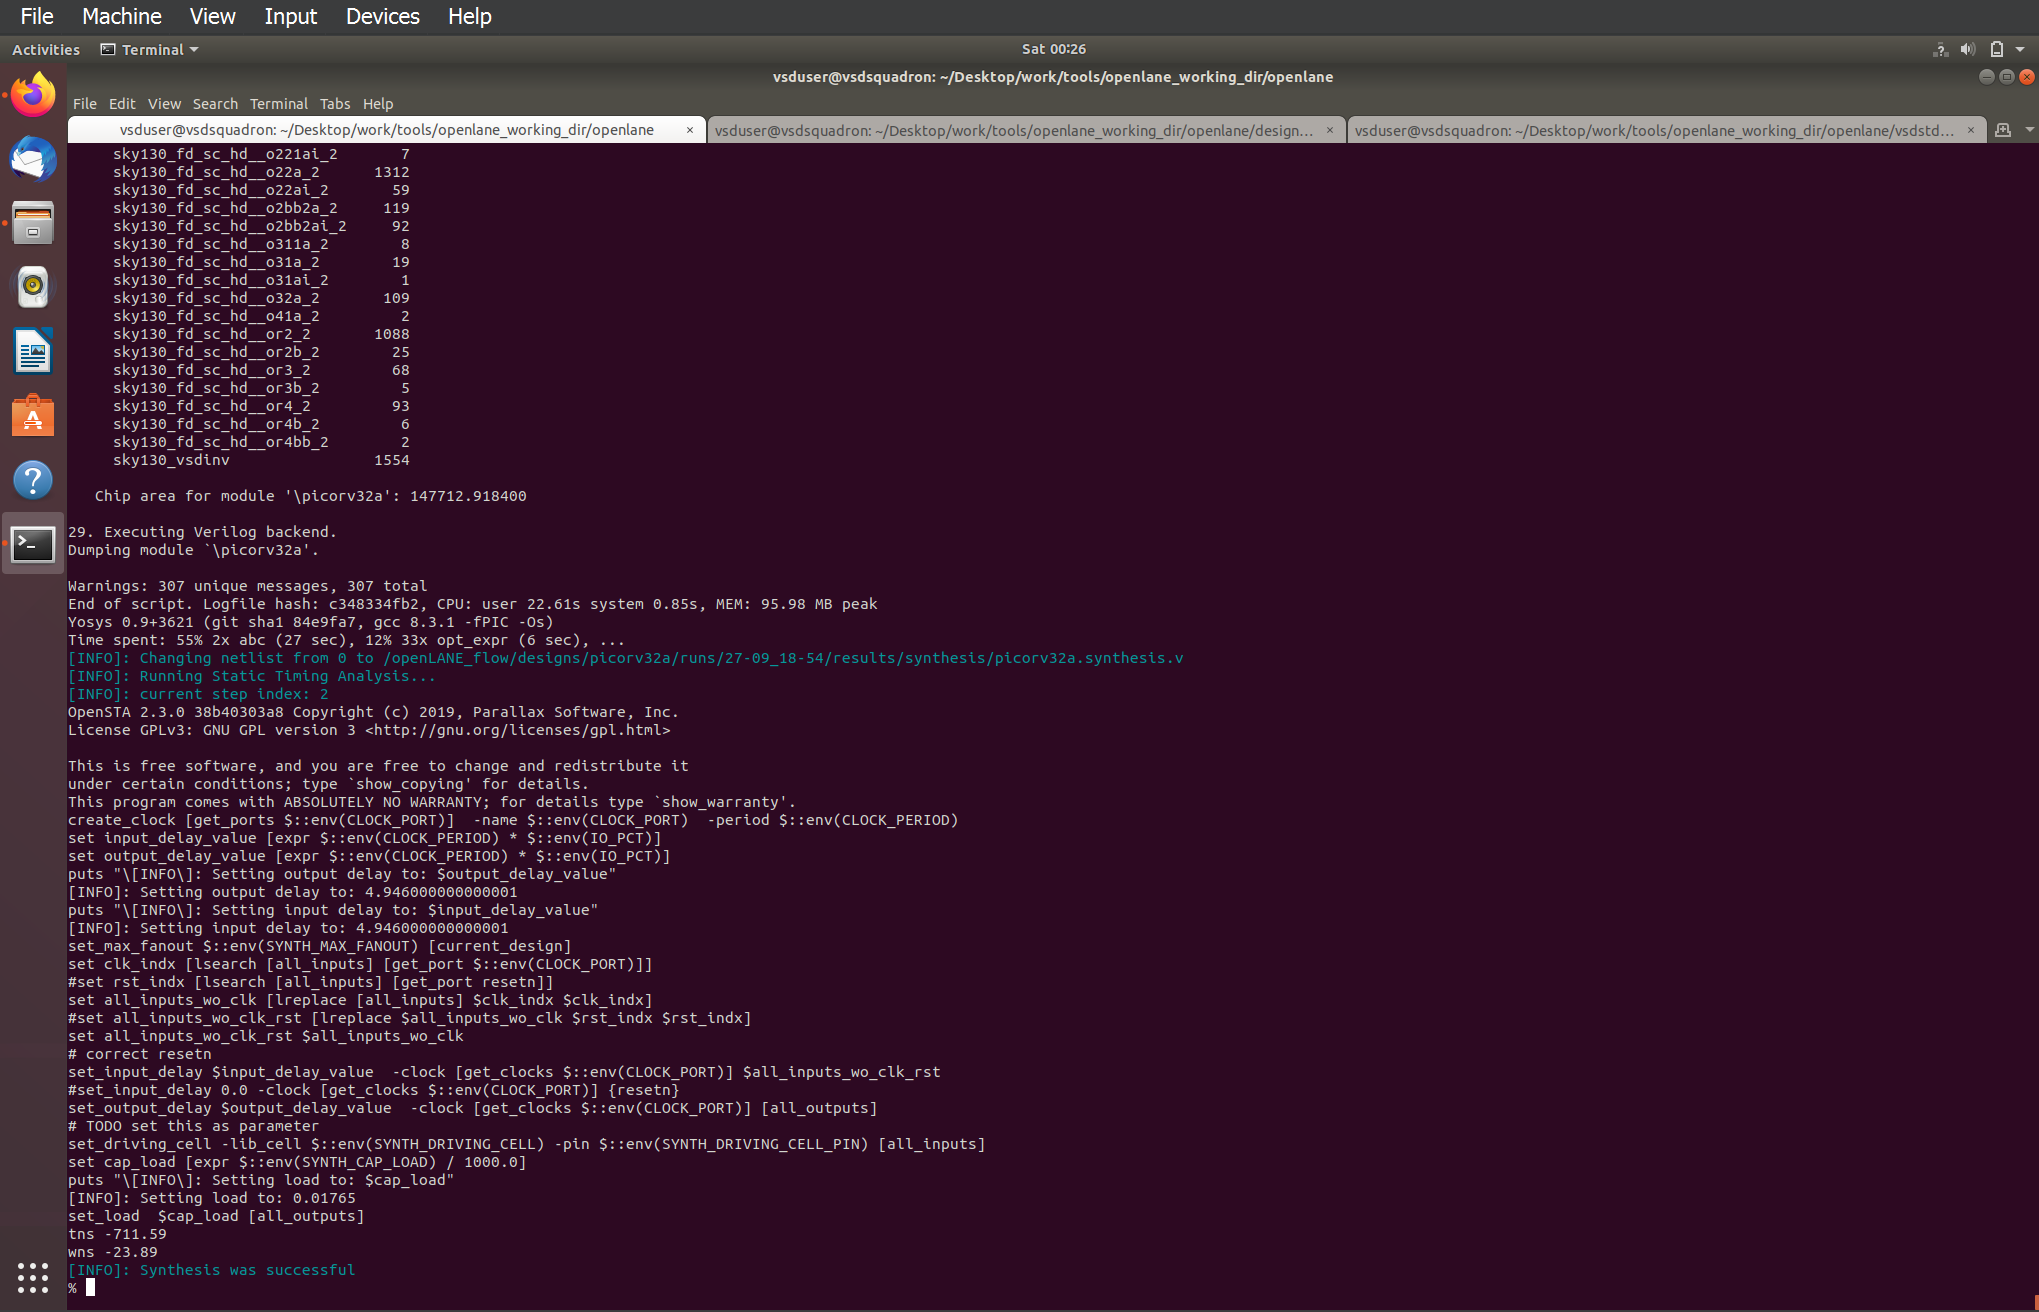 File Machine View Input Devices Help
Activities Terminal Sat 00:26
vsduser@vsdsquadron: ~/Desktop/work/tools/openlane_working_dir/openlane
File Edit View Search Terminal Tabs Help
vsduser@vsdsquadron: ~/Desktop/work/tools/openlane_working_dir/openlane × vsduser@vsdsquadron: ~/Desktop/work/tools/openlane_working_dir/openlane/design... × vsduser@vsdsquadron: ~/Desktop/work/tools/openlane_working_dir/openlane/vsdstd... ×
sky130_fd_sc_hd__o221ai_2 7
sky130_fd_sc_hd__o22a_2 1312
sky130_fd_sc_hd__o22ai_2 59
sky130_fd_sc_hd__o2bb2a_2 119
sky130_fd_sc_hd__o2bb2ai_2 92
sky130_fd_sc_hd__o311a_2 8
sky130_fd_sc_hd__o31a_2 19
sky130_fd_sc_hd__o31ai_2 1
sky130_fd_sc_hd__o32a_2 109
sky130_fd_sc_hd__o41a_2 2
sky130_fd_sc_hd__or2_2 1088
sky130_fd_sc_hd__or2b_2 25
sky130_fd_sc_hd__or3_2 68
sky130_fd_sc_hd__or3b_2 5
sky130_fd_sc_hd__or4_2 93
sky130_fd_sc_hd__or4b_2 6
sky130_fd_sc_hd__or4bb_2 2
sky130_vsdinv 1554
Chip area for module '\picorv32a': 147712.918400
29. Executing Verilog backend.
Dumping module `\picorv32a'.
Warnings: 307 unique messages, 307 total
End of script. Logfile hash: c348334fb2, CPU: user 22.61s system 0.85s, MEM: 95.98 MB peak
Yosys 0.9+3621 (git sha1 84e9fa7, gcc 8.3.1 -fPIC -Os)
Time spent: 55% 2x abc (27 sec), 12% 33x opt_expr (6 sec), ...
[INFO]: Changing netlist from 0 to /openLANE_flow/designs/picorv32a/runs/27-09_18-54/results/synthesis/picorv32a.synthesis.v
[INFO]: Running Static Timing Analysis...
[INFO]: current step index: 2
OpenSTA 2.3.0 38b40303a8 Copyright (c) 2019, Parallax Software, Inc.
License GPLv3: GNU GPL version 3 <http://gnu.org/licenses/gpl.html>
This is free software, and you are free to change and redistribute it
under certain conditions; type `show_copying' for details.
This program comes with ABSOLUTELY NO WARRANTY; for details type `show_warranty'.
create_clock [get_ports $::env(CLOCK_PORT)]  -name $::env(CLOCK_PORT)  -period $::env(CLOCK_PERIOD)
set input_delay_value [expr $::env(CLOCK_PERIOD) * $::env(IO_PCT)]
set output_delay_value [expr $::env(CLOCK_PERIOD) * $::env(IO_PCT)]
puts "\[INFO\]: Setting output delay to: $output_delay_value"
[INFO]: Setting output delay to: 4.946000000000001
puts "\[INFO\]: Setting input delay to: $input_delay_value"
[INFO]: Setting input delay to: 4.946000000000001
set_max_fanout $::env(SYNTH_MAX_FANOUT) [current_design]
set clk_indx [lsearch [all_inputs] [get_port $::env(CLOCK_PORT)]]
#set rst_indx [lsearch [all_inputs] [get_port resetn]]
set all_inputs_wo_clk [lreplace [all_inputs] $clk_indx $clk_indx]
#set all_inputs_wo_clk_rst [lreplace $all_inputs_wo_clk $rst_indx $rst_indx]
set all_inputs_wo_clk_rst $all_inputs_wo_clk
# correct resetn
set_input_delay $input_delay_value  -clock [get_clocks $::env(CLOCK_PORT)] $all_inputs_wo_clk_rst
#set_input_delay 0.0 -clock [get_clocks $::env(CLOCK_PORT)] {resetn}
set_output_delay $output_delay_value  -clock [get_clocks $::env(CLOCK_PORT)] [all_outputs]
# TODO set this as parameter
set_driving_cell -lib_cell $::env(SYNTH_DRIVING_CELL) -pin $::env(SYNTH_DRIVING_CELL_PIN) [all_inputs]
set cap_load [expr $::env(SYNTH_CAP_LOAD) / 1000.0]
puts "\[INFO\]: Setting load to: $cap_load"
[INFO]: Setting load to: 0.01765
set_load  $cap_load [all_outputs]
tns -711.59
wns -23.89
[INFO]: Synthesis was successful
%